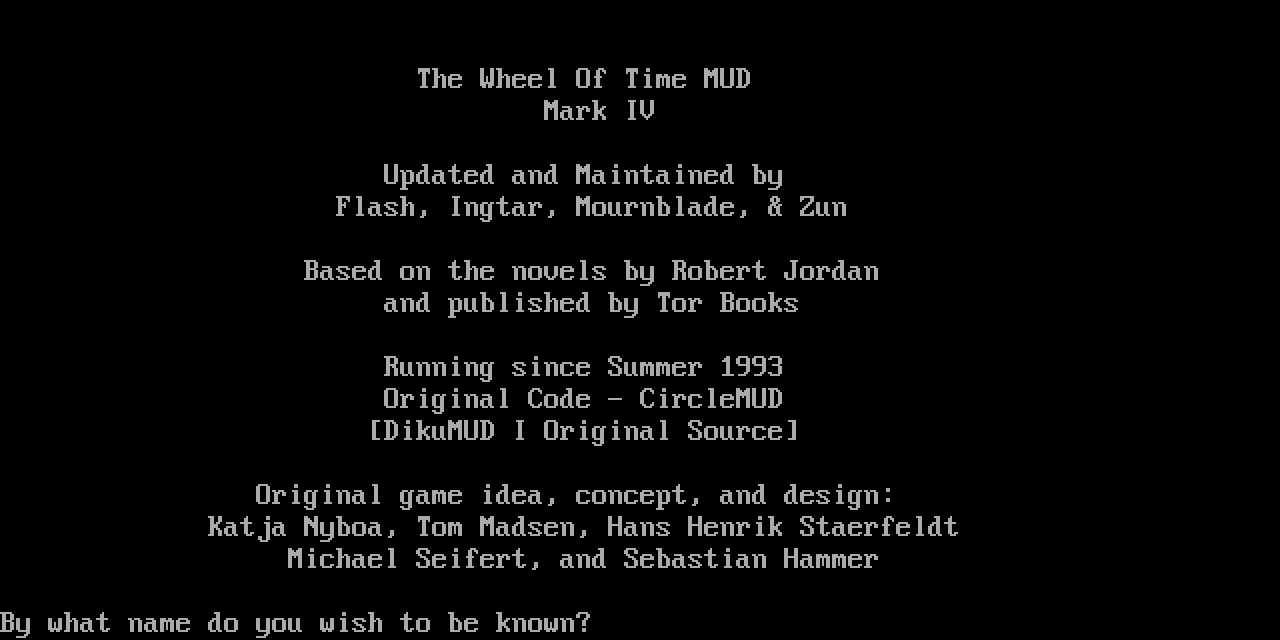 The Wheel Of Time MUD
Mark IV
Updated and Maintained by
Flash, Ingtar, Mournblade, & Zun
Based on the novels by Robert Jordan
and published by Tor Books
Running since Summer 1993
Original Code - CircleMUD
[DikuMUD I Original Source]
Original game idea, concept, and design:
Katja Nyboa, Tom Madsen, Hans Henrik Staerfeldt
Michael Seifert, and Sebastian Hammer
By what name do you wish to be known?